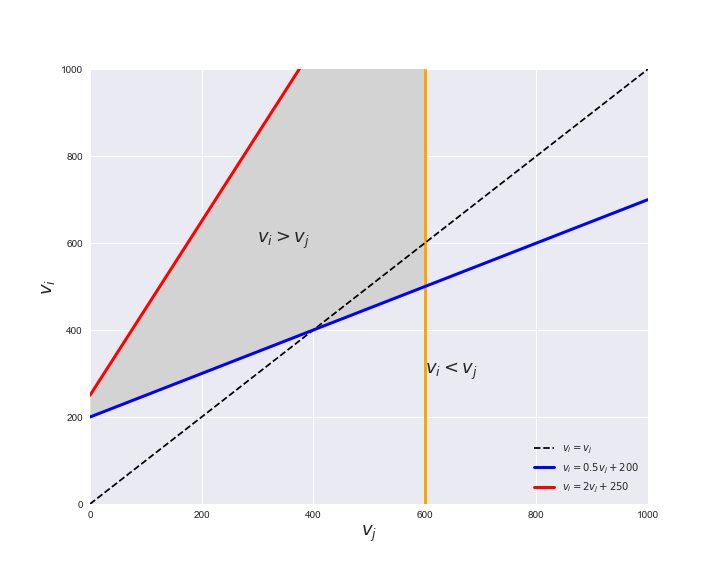 1000
800
600
400
200
0
v_i
v_i > v_j
v_i < v_j
v_i = v_j
v_i = 0.5v_j + 200
v_i = 2v_j + 250
0 200 400 600 800 1000
v_j